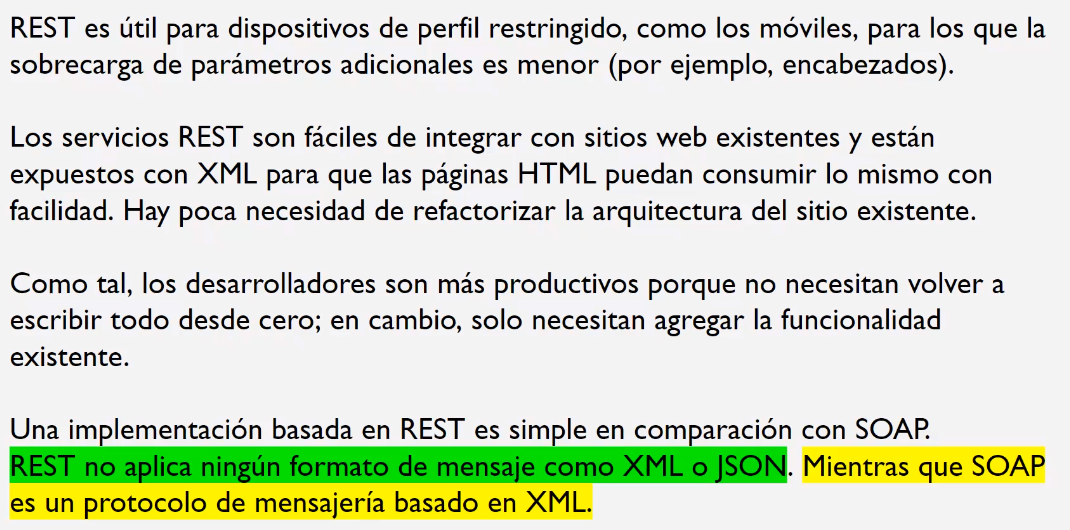 REST es útil para dispositivos de perfil restringido, como los móviles, para los que la
sobrecarga de parámetros adicionales es menor (por ejemplo, encabezados).
Los servicios REST son fáciles de integrar con sitios web existentes y están
expuestos con XML para que las páginas HTML puedan consumir lo mismo con
facilidad. Hay poca necesidad de refactorizar la arquitectura del sitio existente.
Como tal, los desarrolladores son más productivos porque no necesitan volver a
escribir todo desde cero; en cambio, solo necesitan agregar la funcionalidad
existente.
Una implementación basada en REST es simple en comparación con SOAP.
REST no aplica ningún formato de mensaje como XML o JSON. Mientras que SOAP
es un protocolo de mensajería basado en XML.